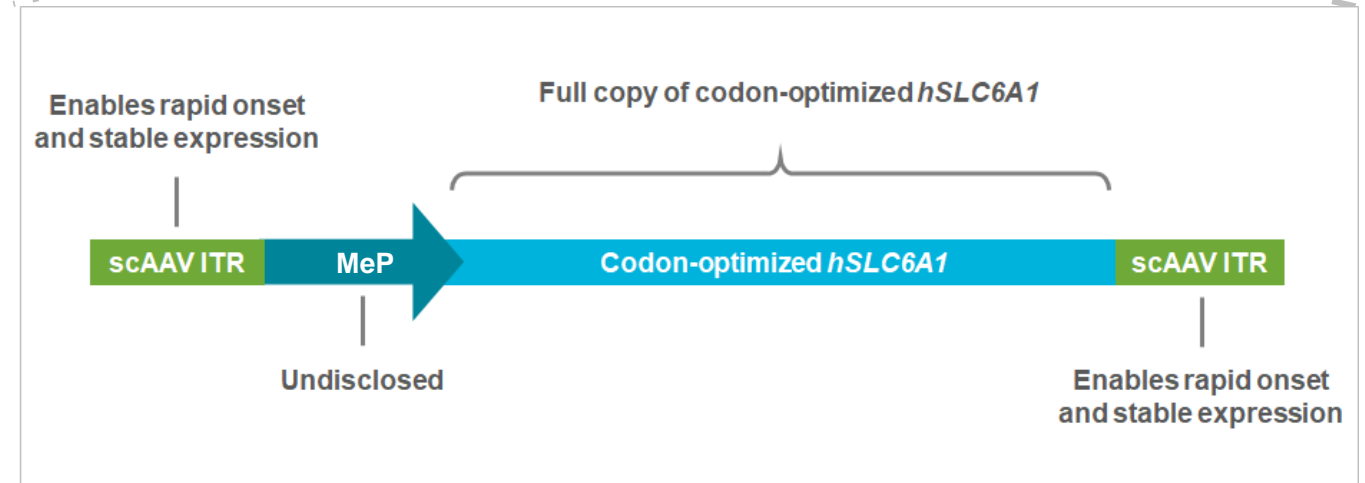 Enables rapid onset
and stable expression
Full copy of codon-optimized hSLC6A1
scAAV ITR
MeP
Codon-optimized hSLC6A1
scAAV ITR
Undisclosed
Enables rapid onset
and stable expression